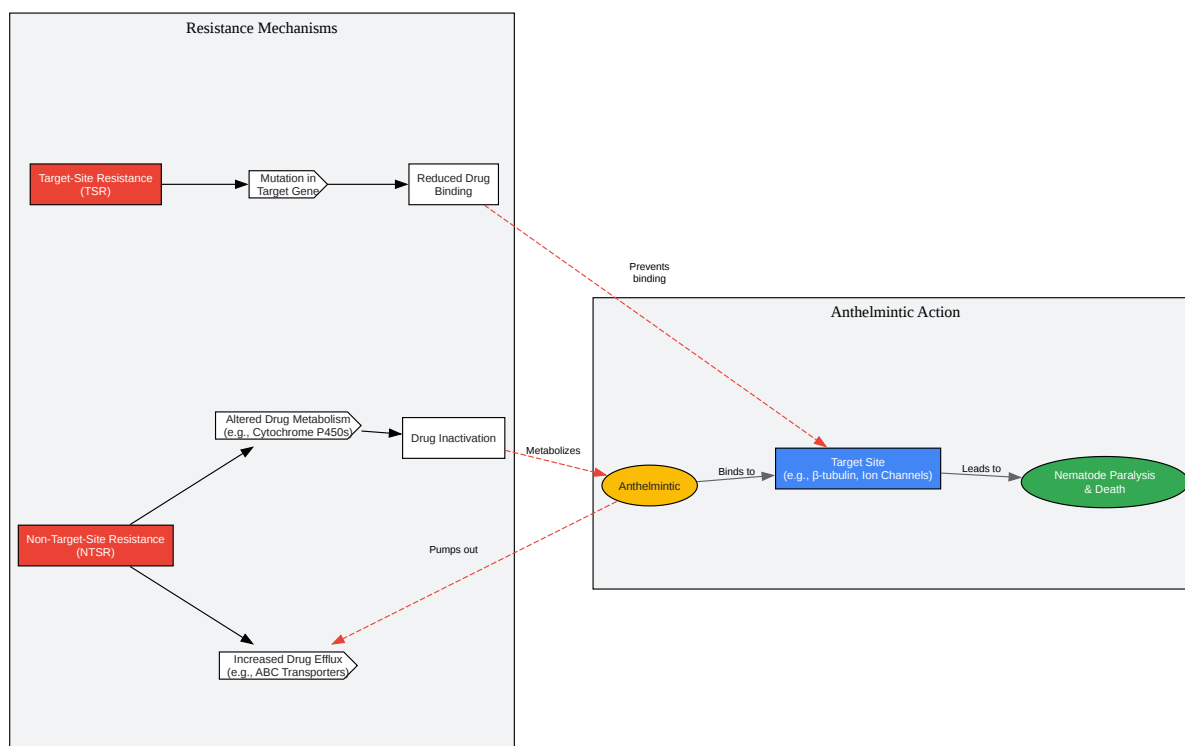 Resistance Mechanisms
Target-Site Resistance
(TSR)
Mutation in
Target Gene
Reduced Drug
Binding
Prevents
binding
Anthelmintic Action
Altered Drug Metabolism
(e.g., Cytochrome P450s)
Drug Inactivation
Metabolizes
Anthelmintic
Binds to
Target Site
(e.g., β-tubulin, Ion Channels)
Leads to
Nematode Paralysis
& Death
Non-Target-Site Resistance
(NTSR)
Pumps out
Increased Drug Efflux
(e.g., ABC Transporters)